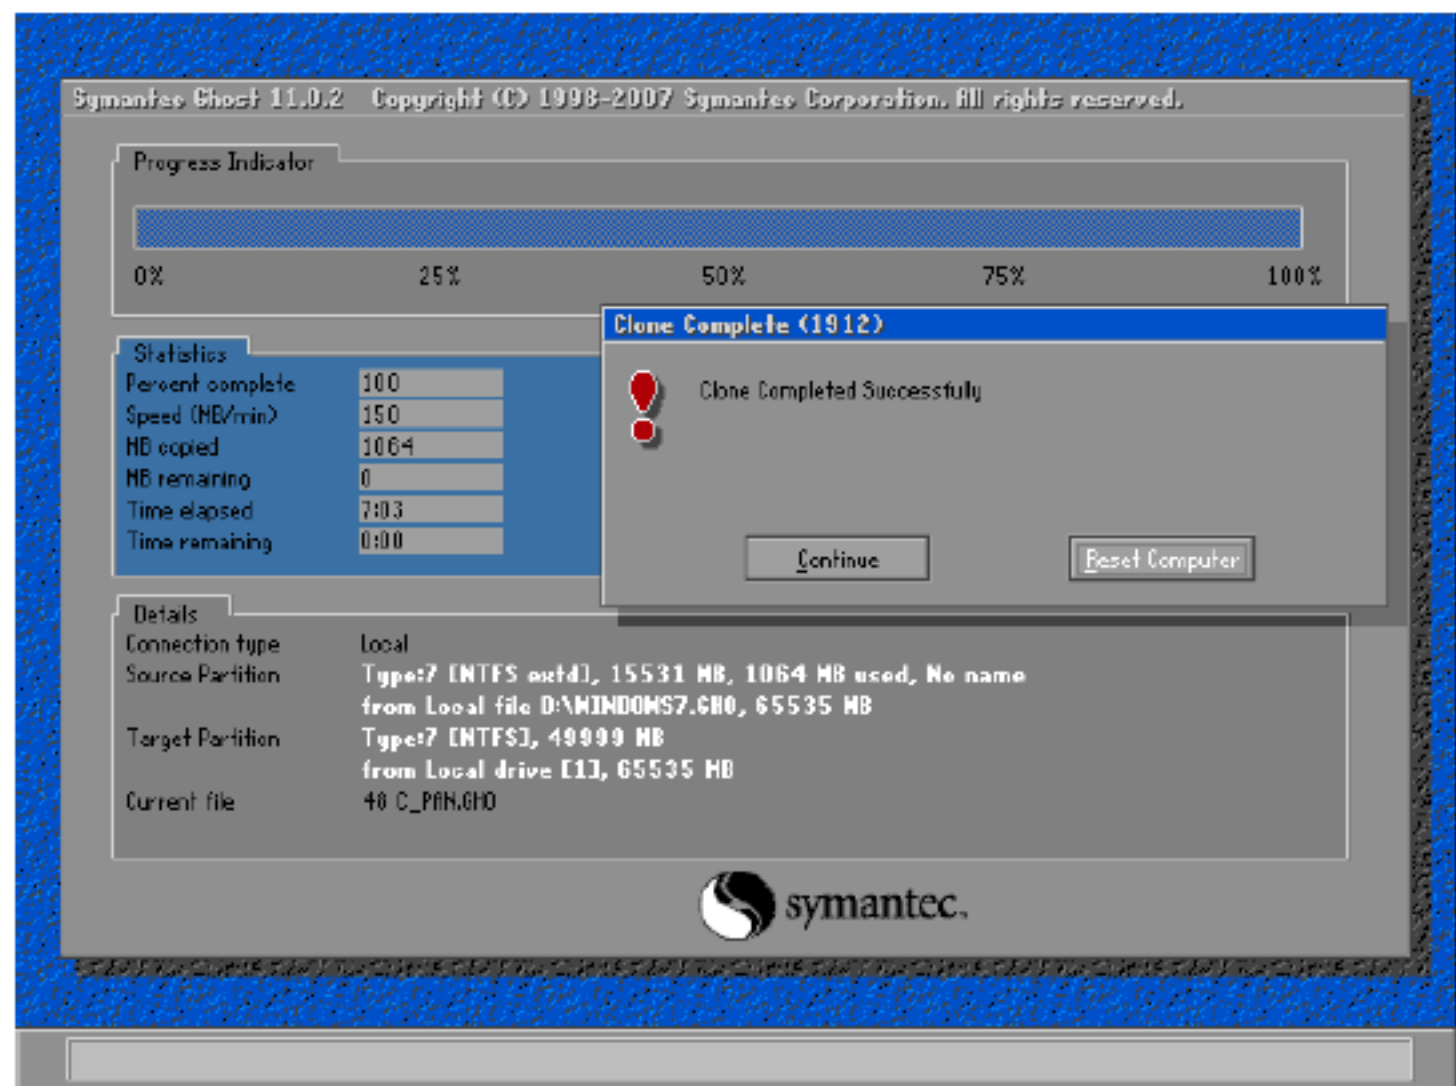 Symantec Ghost 11.0.2 Copyright (C) 1998-2007 Symantec Corporation. All rights reserved.
Progress Indicator
0% 25% 50% 75% 100%
Clone Complete (1912)
Clone Completed Successfully
Continue Reset Computer
Statistics
Percent complete 100
Speed (MB/min) 150
MB copied 1064
MB remaining 0
Time elapsed 7:03
Time remaining 0:00
Details
Connection type Local
Source Partition Type:7 [NTFS extd], 15531 MB, 1064 MB used, No name
from Local file D:\WINDOWS7.GHO, 65535 MB
Target Partition Type:7 [NTFS], 49999 MB
from Local drive [1], 65535 MB
Current file 48 C_PAN.GHO
symantec.